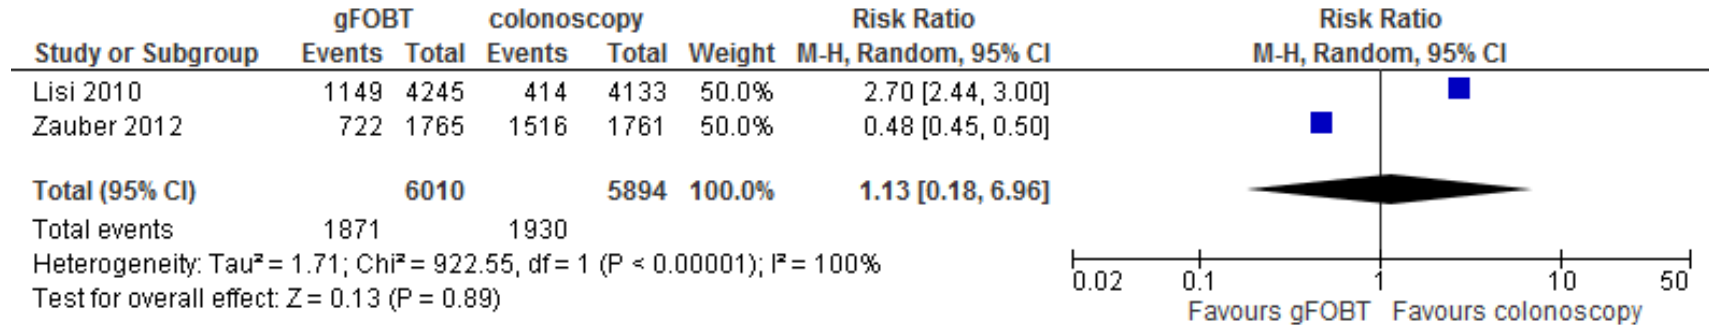 gFOBT colonoscopy Risk Ratio Risk Ratio
Study or Subgroup Events Total Events Total Weight M-H, Random, 95% CI M-H, Random, 95% CI
Lisi 2010 1149 4245 414 4133 50.0% 2.70 [2.44, 3.00]
Zauber 2012 722 1765 1516 1761 50.0% 0.48 [0.45, 0.50]
Total (95% CI) 6010 5894 100.0% 1.13 [0.18, 6.96]
Total events 1871 1930
Heterogeneity: Tau² = 1.71; Chi² = 922.55, df = 1 (P < 0.00001); I² = 100%
Test for overall effect: Z = 0.13 (P = 0.89)
0.02 0.1 1 10 50
Favours gFOBT Favours colonoscopy